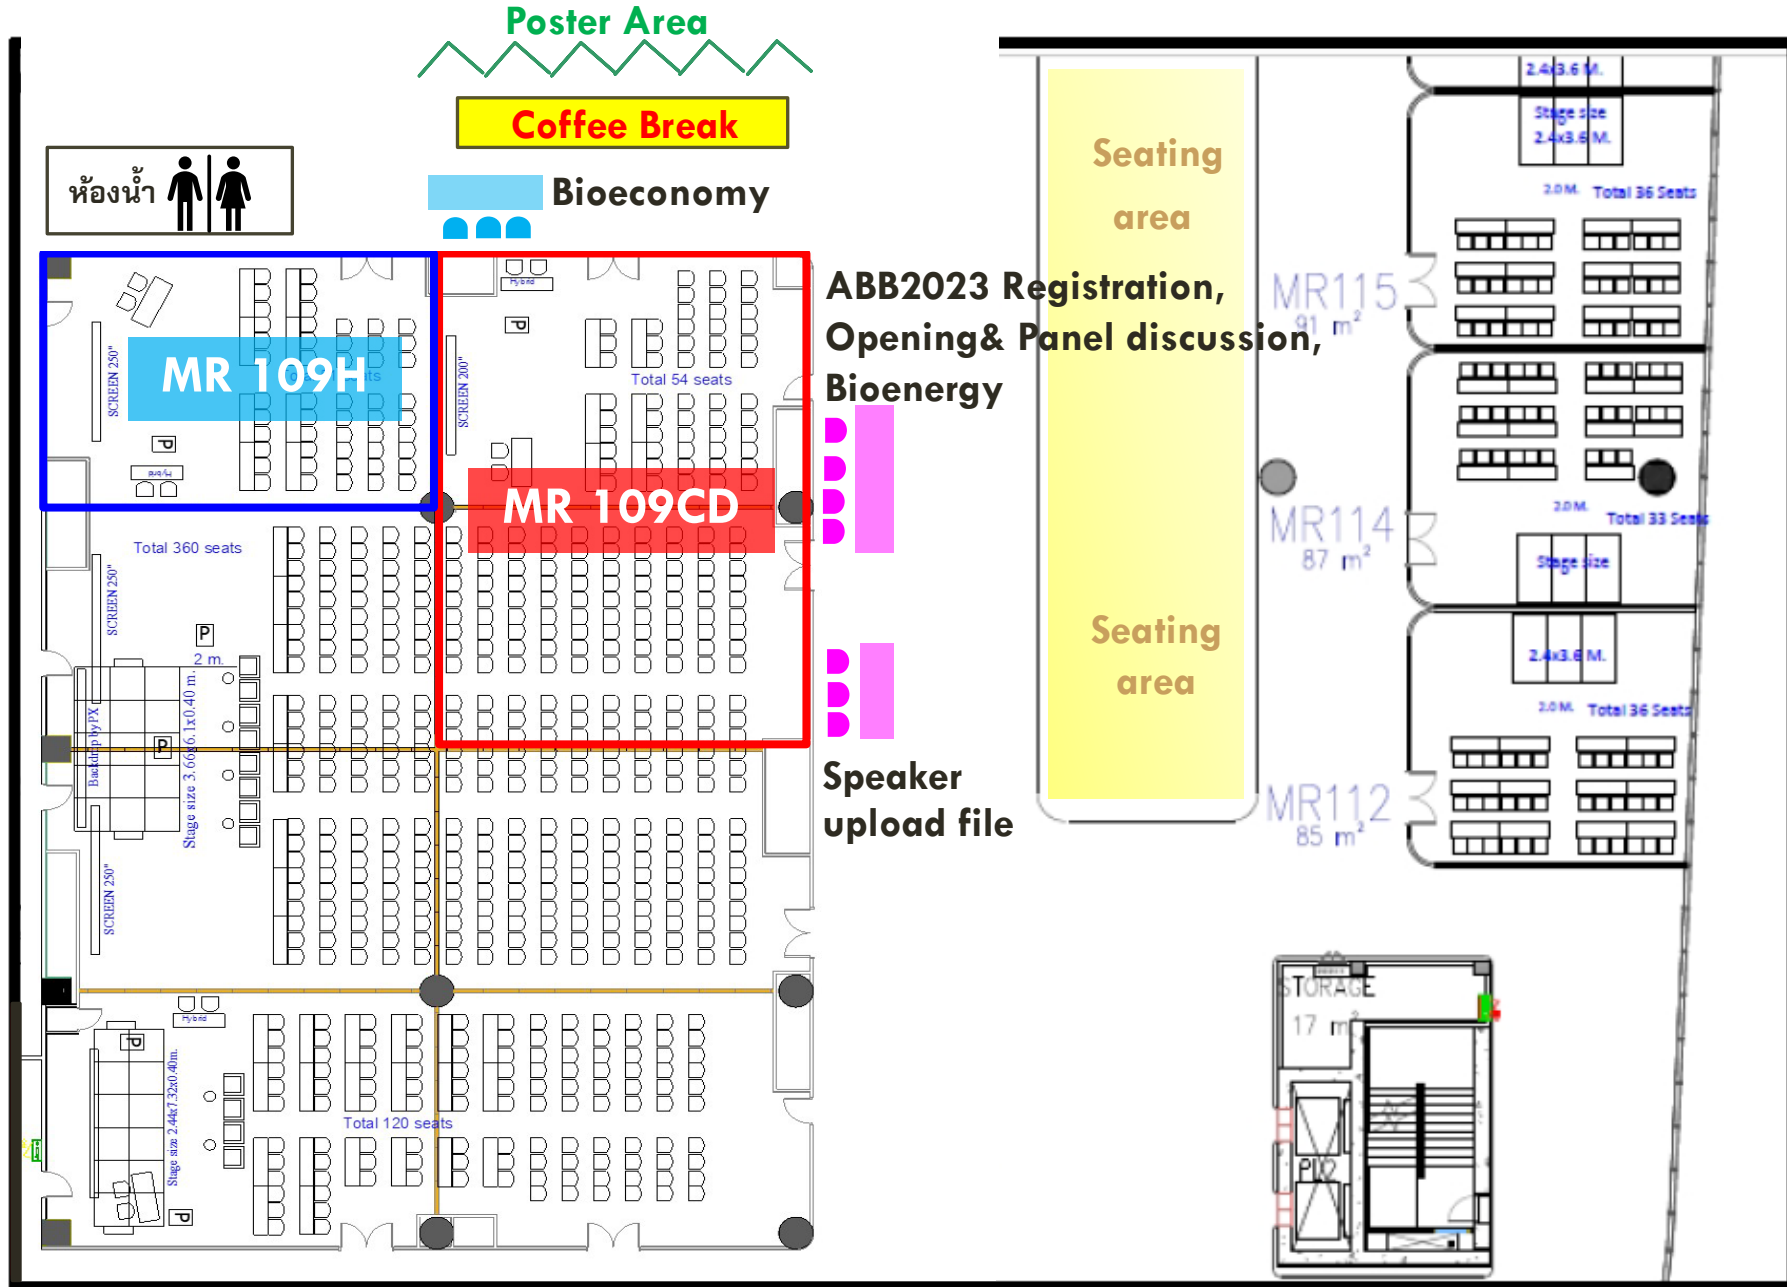 Poster Area
Coffee Break
ห้องน้ำ
Bioeconomy
Hybrid
P
SCREEN 250"
MR 109H
P
Hybrid
SCREEN 200"
Total 54 seats
P
MR 109CD
ABB2023 Registration,
Opening& Panel discussion,
Bioenergy
Speaker
upload file
Total 360 seats
SCREEN 250"
P
2 m.
Backdrop by PX
P
Stage size 3.66x6.1x0.40 m.
SCREEN 250"
Hybrid
P
Stage size 2.44x7.32x0.40m.
Total 120 seats
P
Seating
area
Seating
area
2.4x3.6 M.
Stage size
2.4x3.6 M.
2.0 M.
Total 36 Seats
MR115
91 m²
MR114
87 m²
2.0 M.
Total 33 Seats
Stage size
2.4x3.6 M.
2.0 M.
Total 36 Seats
MR112
85 m²
STORAGE
17 m²